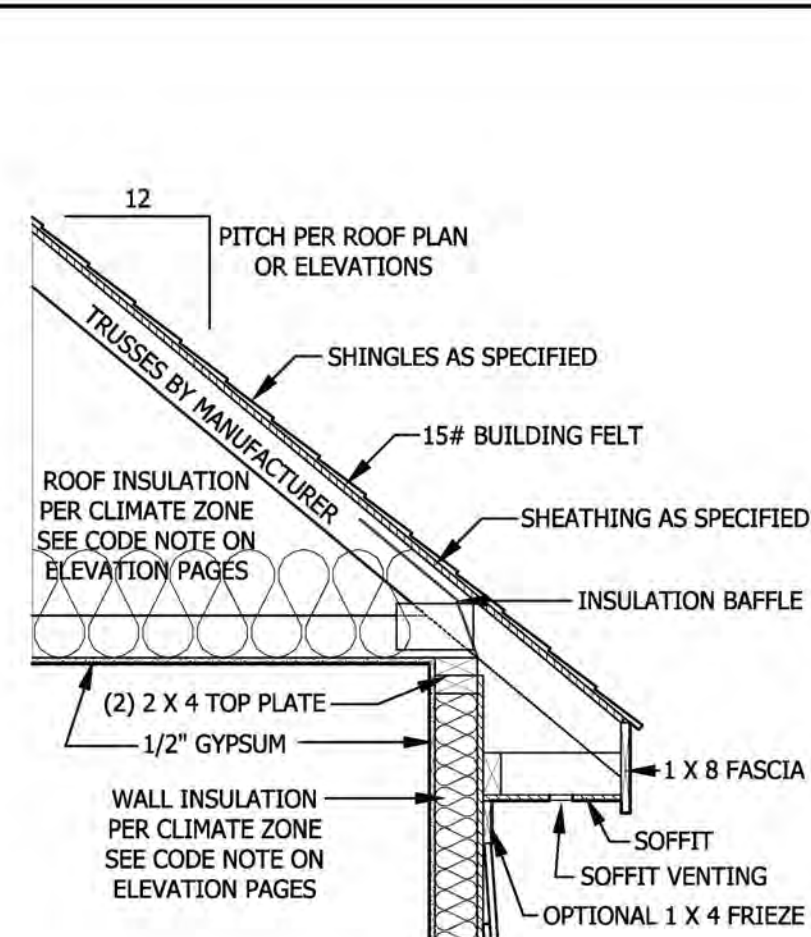 12
PITCH PER ROOF PLAN
OR ELEVATIONS
TRUSSES BY MANUFACTURER
SHINGLES AS SPECIFIED
15# BUILDING FELT
ROOF INSULATION
PER CLIMATE ZONE
SEE CODE NOTE ON
ELEVATION PAGES
SHEATHING AS SPECIFIED
INSULATION BAFFLE
(2) 2 X 4 TOP PLATE
1/2" GYPSUM
1 X 8 FASCIA
WALL INSULATION
PER CLIMATE ZONE
SEE CODE NOTE ON
ELEVATION PAGES
SOFFIT
SOFFIT VENTING
OPTIONAL 1 X 4 FRIEZE